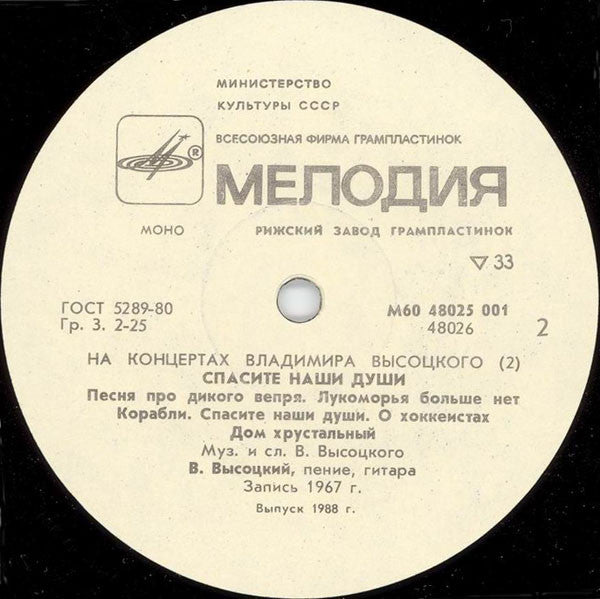 МИНИСТЕРСТВО
КУЛЬТУРЫ СССР
ВСЕСОЮЗНАЯ ФИРМА ГРАМПЛАСТИНОК
®
МЕЛОДИЯ
МОНО РИЖСКИЙ ЗАВОД ГРАМПЛАСТИНОК
▽ 33
ГОСТ 5289-80 М60 48025 001
Гр. 3. 2-25 48026 2
НА КОНЦЕРТАХ ВЛАДИМИРА ВЫСОЦКОГО (2)
СПАСИТЕ НАШИ ДУШИ
Песня про дикого вепря. Лукоморья больше нет
Корабли. Спасите наши души. О хоккеистах
Дом хрустальный
Муз. и сл. В. Высоцкого
В. Высоцкий, пение, гитара
Запись 1967 г.
Выпуск 1988 г.